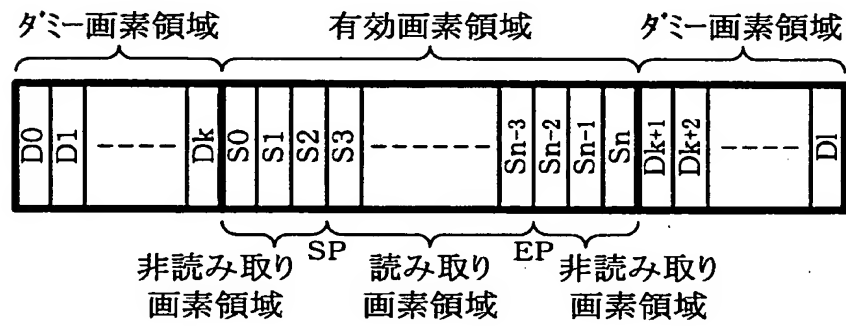 ダミー画素領域 有効画素領域 ダミー画素領域
D0 D1 ---- Dk S0 S1 S2 S3 ------ Sn-3 Sn-2 Sn-1 Sn Dk+1 Dk+2 ---- Dl
SP EP
非読み取り 読み取り 非読み取り
画素領域 画素領域 画素領域